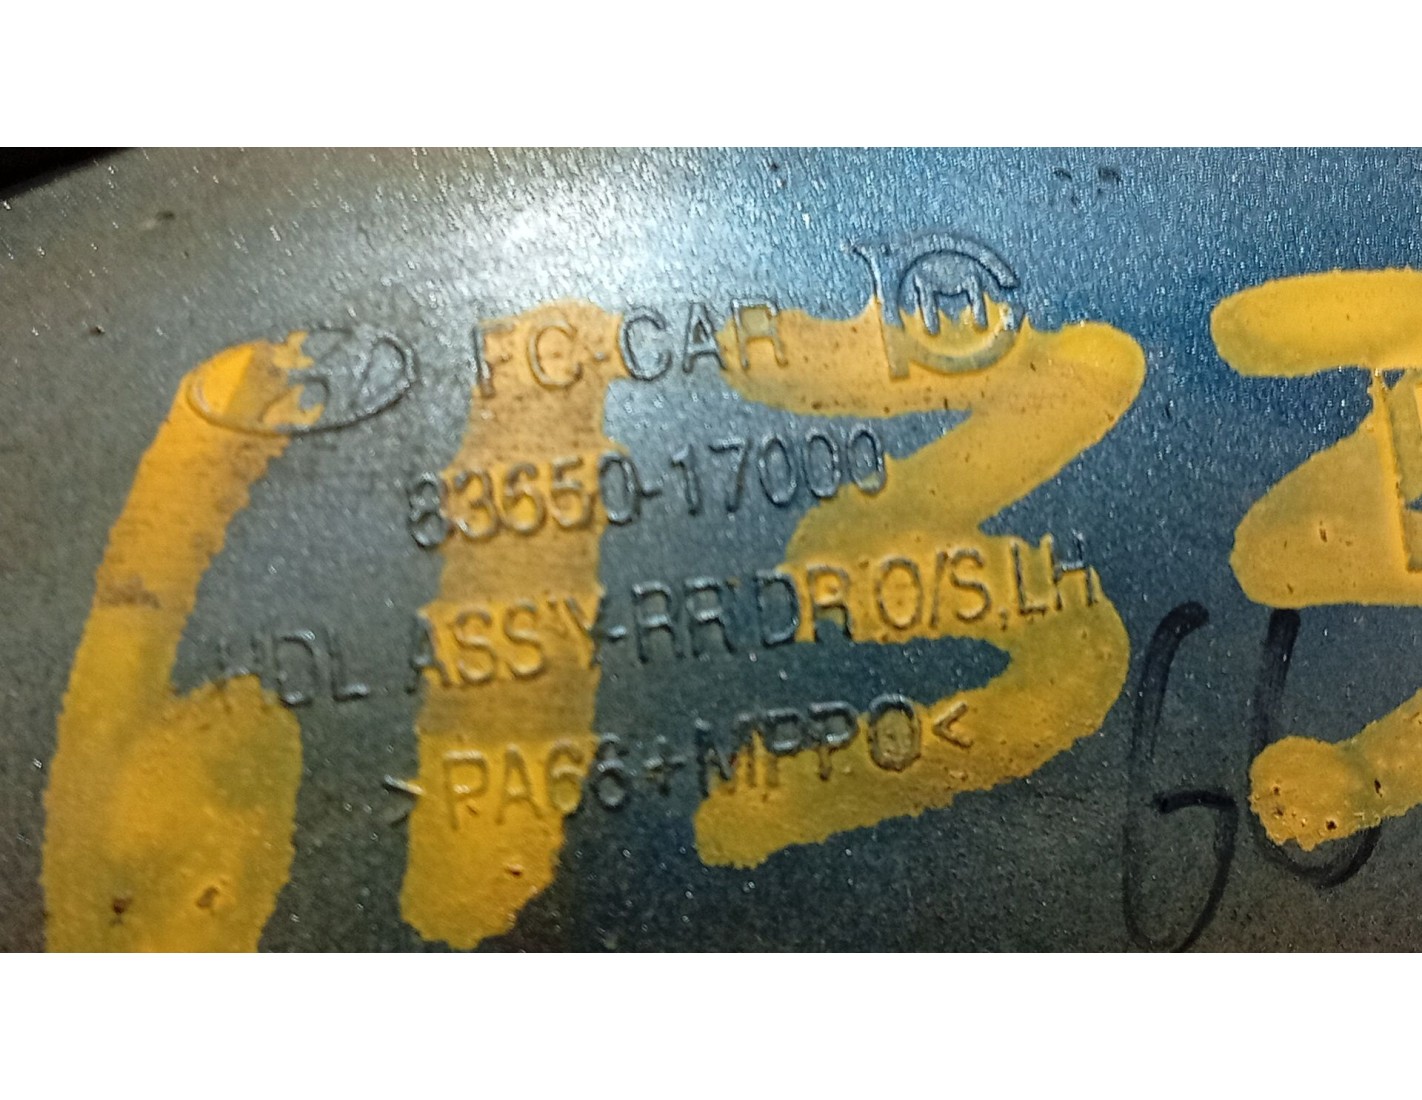 FC-CAR
83650-17000
HDL ASS'Y-RR DR O/S,LH
>PA66+MPPO<